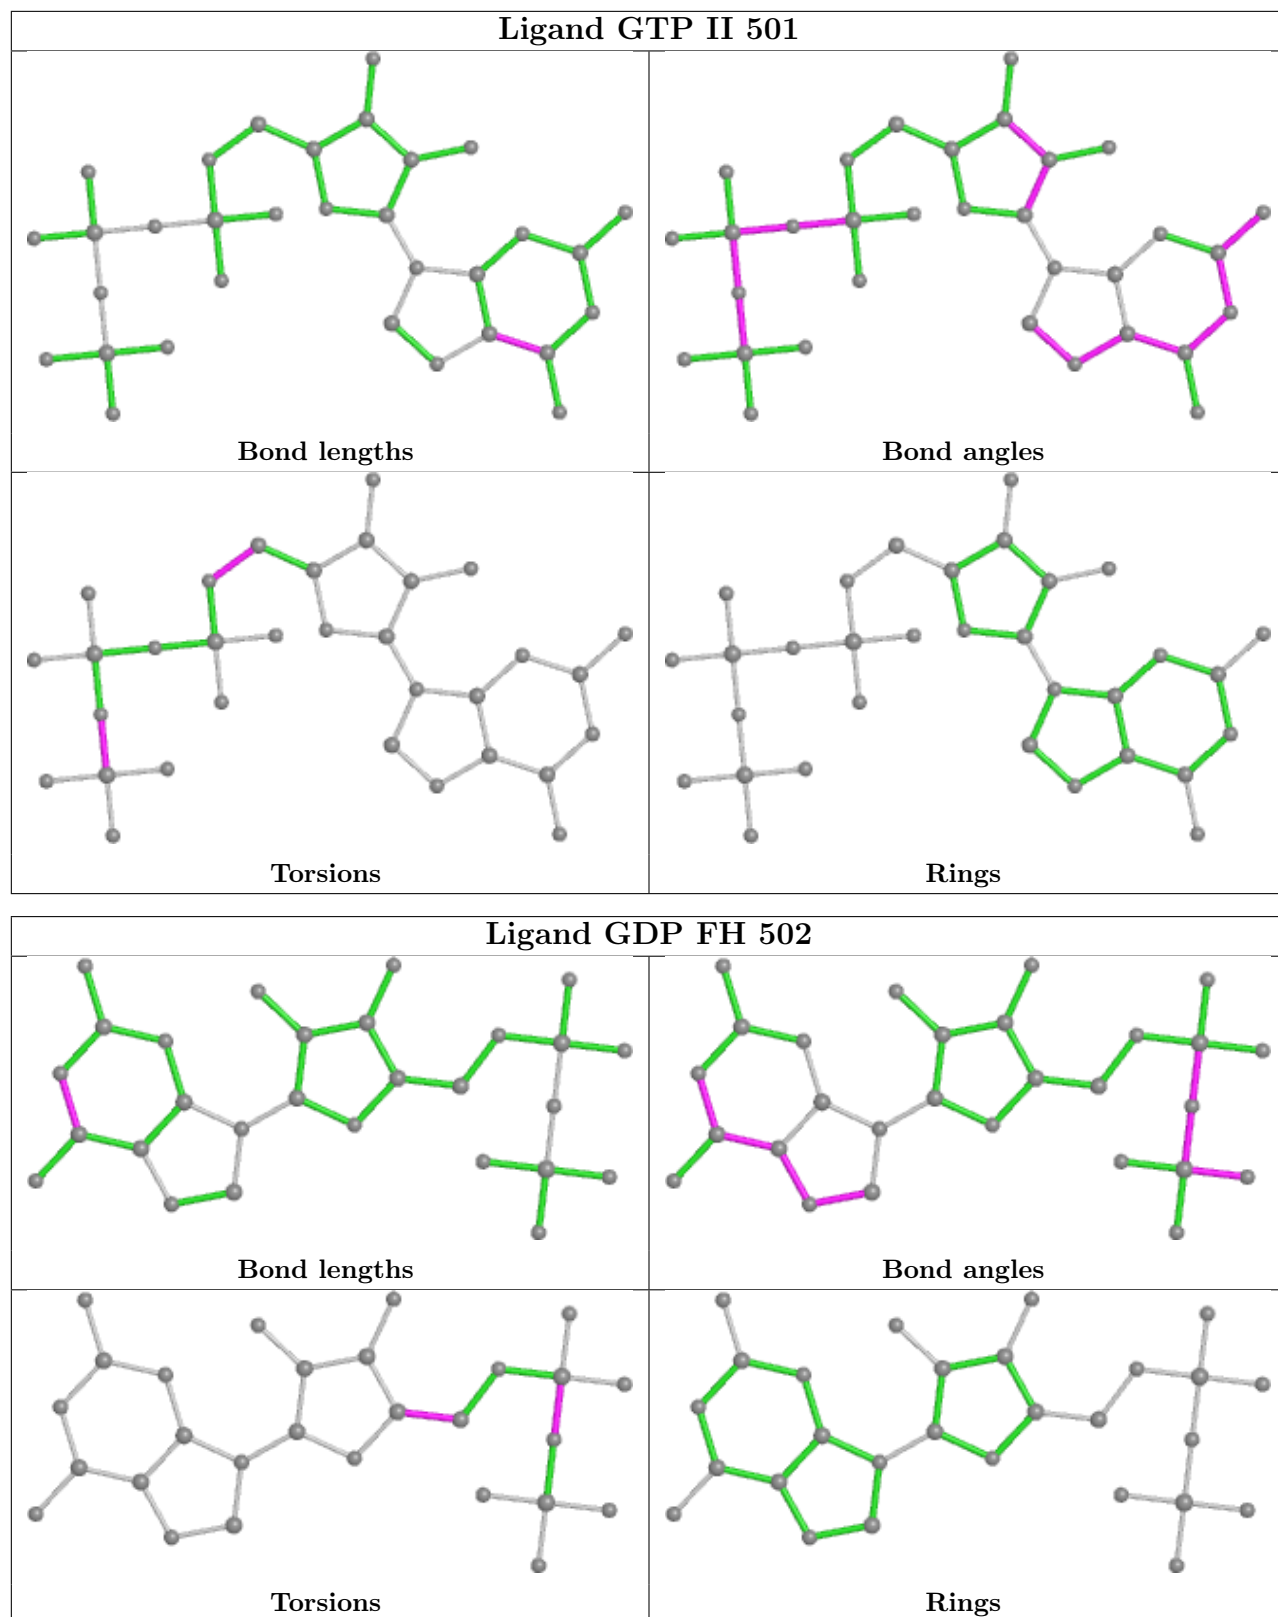 Ligand GTP II 501
Bond lengths
Bond angles
Torsions
Rings
Ligand GDP FH 502
Bond lengths
Bond angles
Torsions
Rings